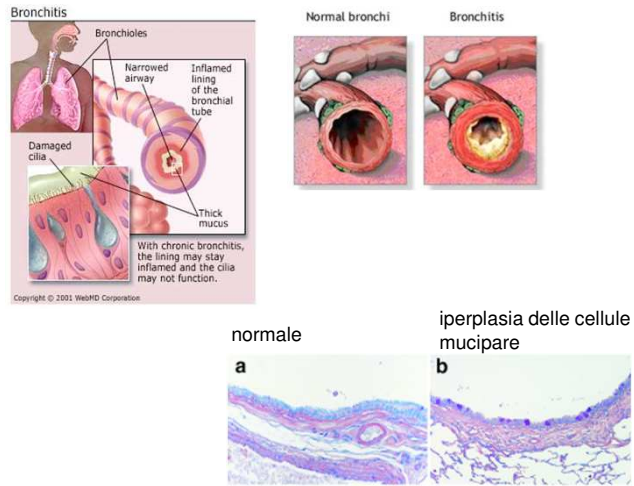 Bronchitis
Bronchioles
Narrowed
airway
Inflamed
lining
of the
bronchial
tube
Damaged
cilia
Thick
mucus
With chronic bronchitis,
the lining may stay
inflamed and the cilia
may not function.
Copyright © 2001 WebMD Corporation
Normal bronchi
Bronchitis
normale
iperplasia delle cellule
mucipare
a
b